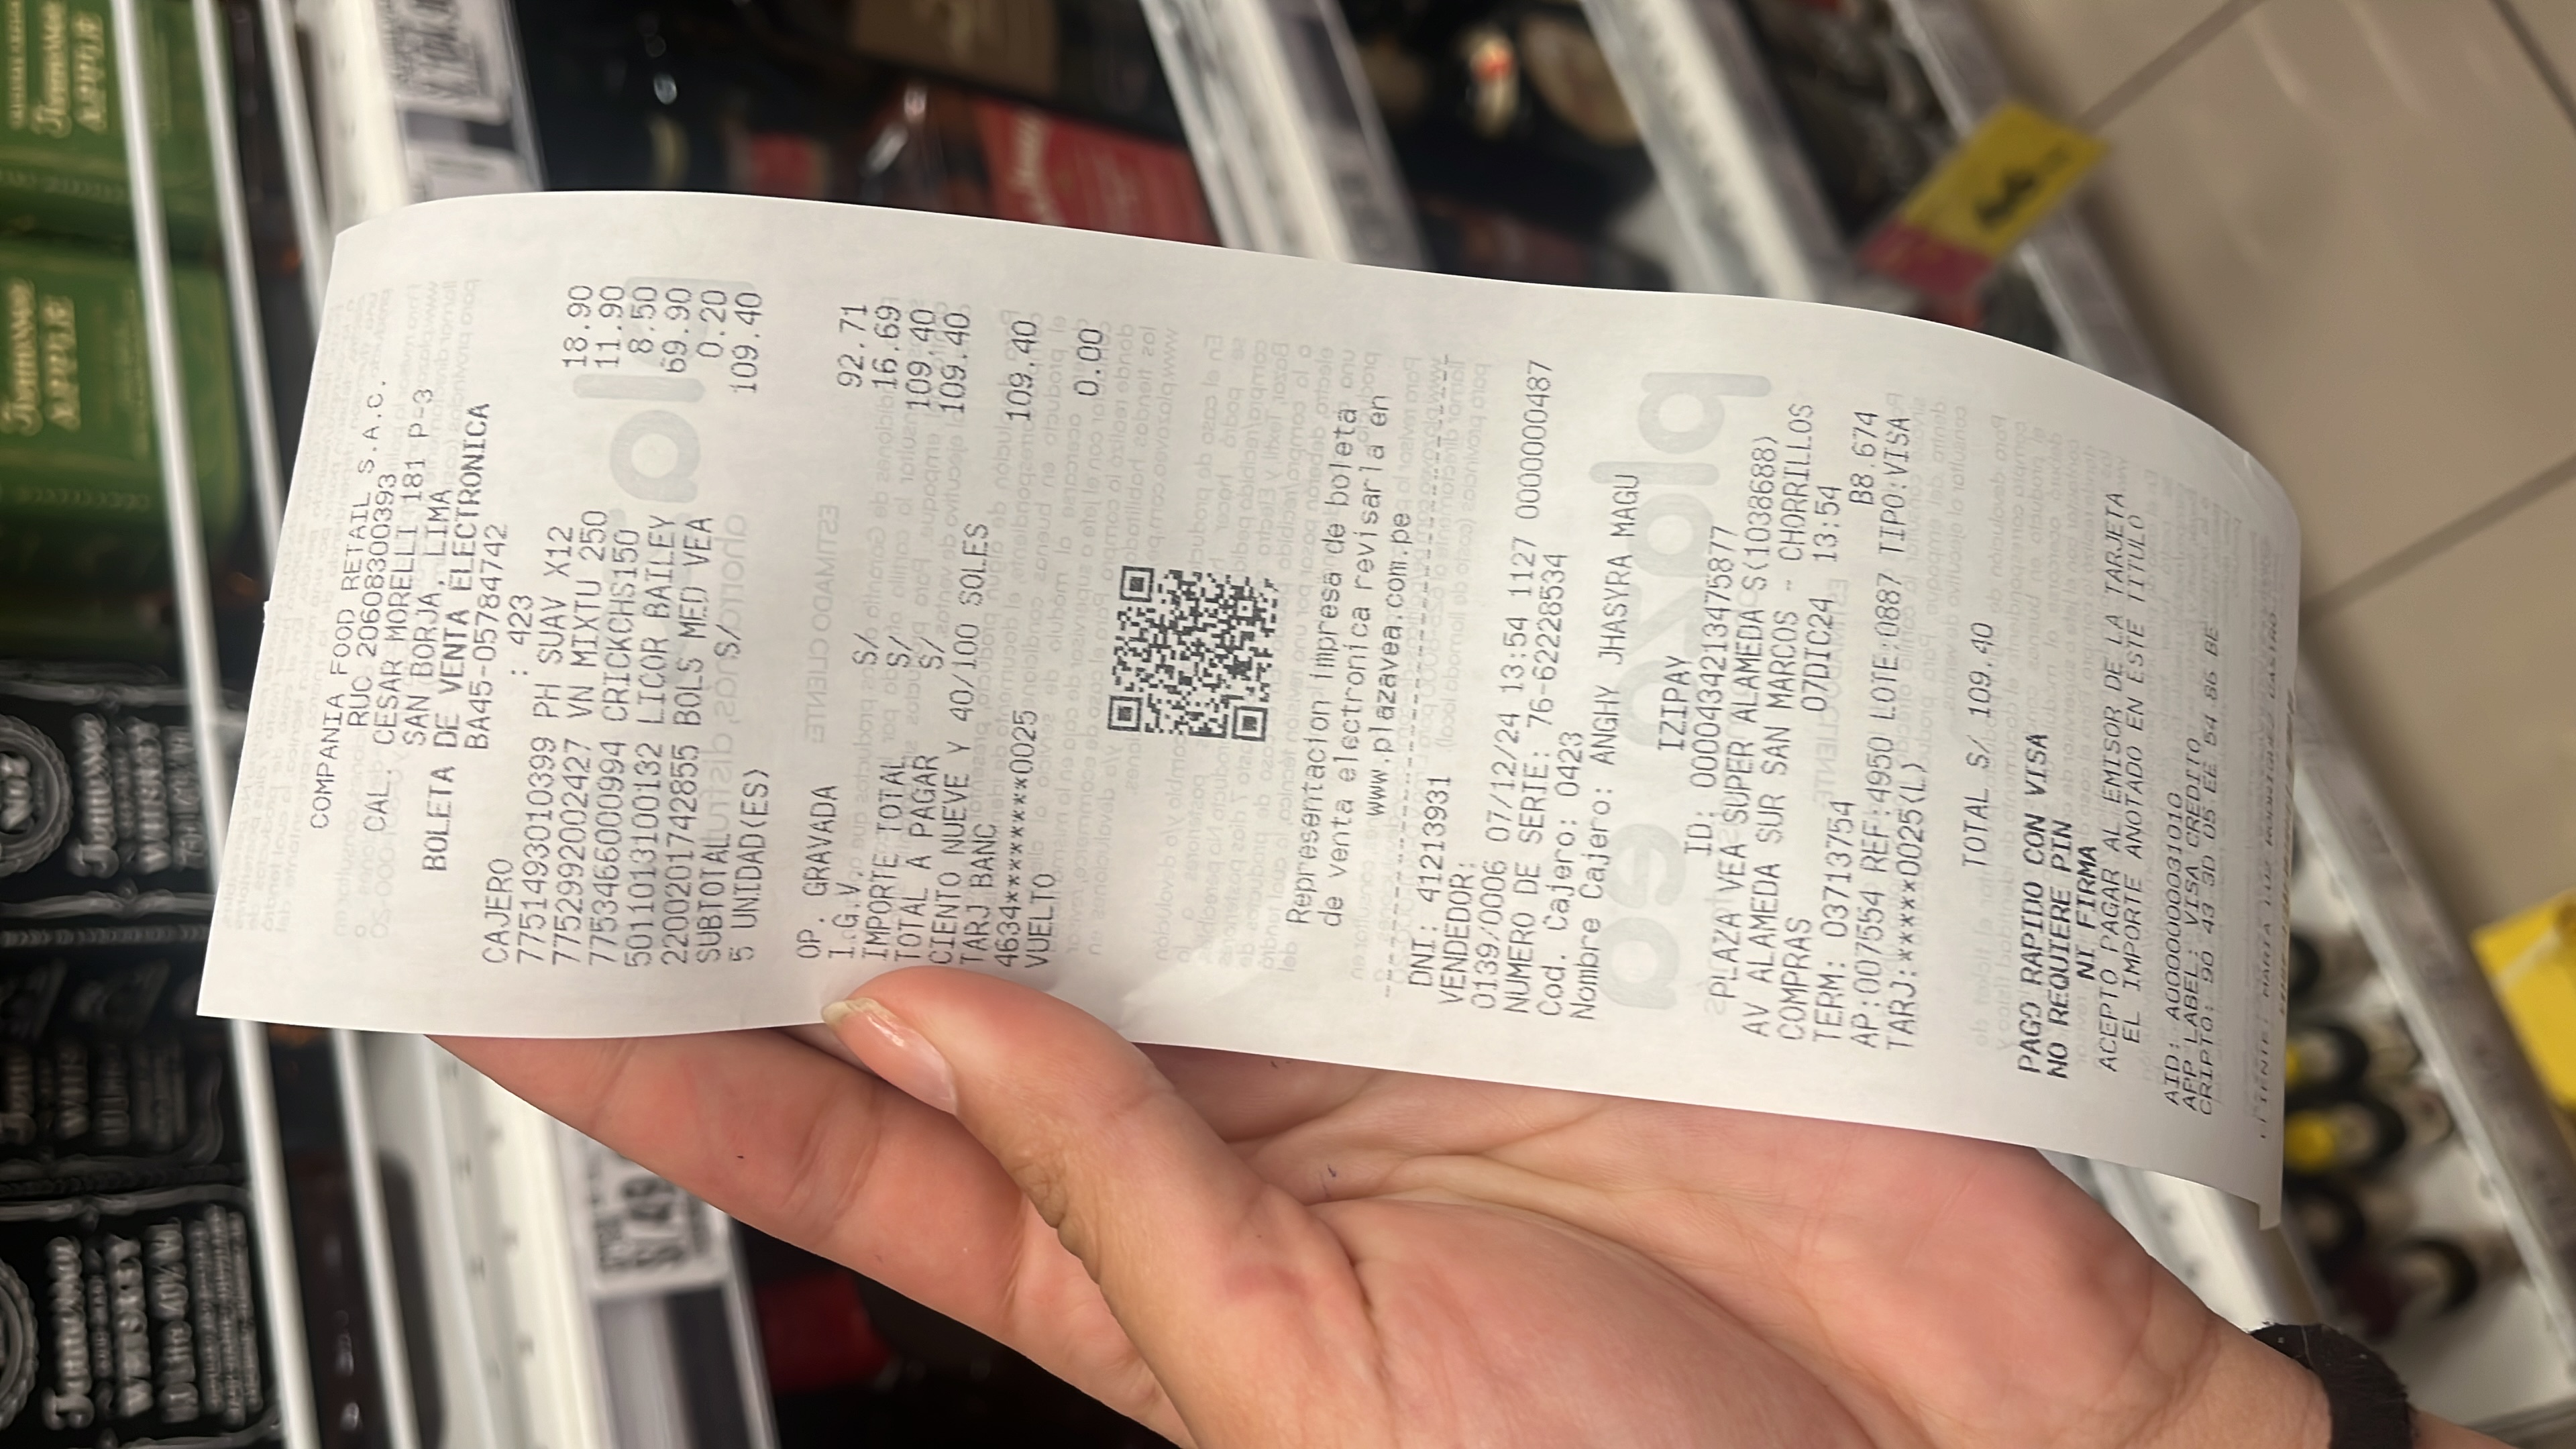 Tennessee
WHISKEY
Tennessee
WHISKEY
Tennessee
APPLE
Tennessee
APPLE
COMPANIA FOOD RETAIL S.A.C.
RUC 20608300393
CAL. CESAR MORELLI 181 P-3
SAN BORJA, LIMA
BOLETA DE VENTA ELECTRONICA
BA45-05784742
CAJERO : 423
7751493010399 PH SUAV X12 18.90
7752992002427 VN MIXTU 250 11.90
7753466000994 CRICKCHS150 8.50
5011013100132 LICOR BAILEY 69.90
2200201742855 BOLS MED VEA 0.20
SUBTOTAL S/ 109.40
5 UNIDAD(ES)
OP. GRAVADA 92.71
I.G.V. S/ 16.69
IMPORTE TOTAL S/ 109.40
TOTAL A PAGAR S/ 109.40
CIENTO NUEVE Y 40/100 SOLES
TARJ BANC 109.40
4634********0025
VUELTO 0.00
Representacion impresa de boleta
de venta electronica revisarla en
www.plazavea.com.pe
DNI: 41213931
VENDEDOR:
0139/0006 07/12/24 13:54 1127 0000000487
NUMERO DE SERIE: 76-62228534
Cod. Cajero: 0423
Nombre Cajero: ANGHY JHASYRA MAGU
IZIPAY
ID: 0000434213475877
PLAZA VEA SUPER ALAMEDA S(1038688)
AV ALAMEDA SUR SAN MARCOS - CHORRILLOS
COMPRAS 07DIC24 13:54
TERM: 03713754 B8.674
AP:007554 REF:4950 LOTE:0887 TIPO:VISA
TARJ:*****0025(L)
TOTAL S/ 109.40
PAGO RAPIDO CON VISA
NO REQUIERE PIN
NI FIRMA
ACEPTO PAGAR AL EMISOR DE LA TARJETA
EL IMPORTE ANOTADO EN ESTE TITULO
AID: A0000000031010
APP LABEL: VISA CREDITO
CRIPTO: 90 43 3D 05 EE 54 86 BE
CLIENTE: MARIA LUZ RODRIGUEZ CASTRO